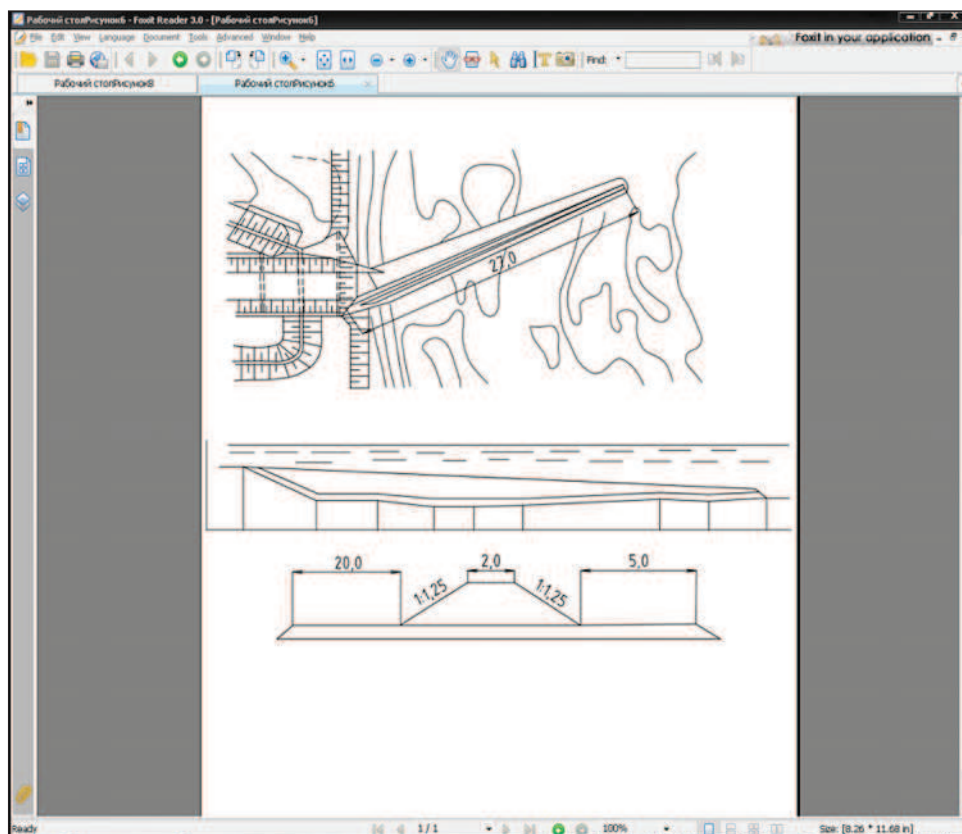 Рабочий столРисунок6 - Foxit Reader 3.0 - [Рабочий столРисунок6]
File Edit View Language Document Tools Advanced Window Help
Foxit in your application
Find:
Рабочий столРисунок8 Рабочий столРисунок6
27,0
20,0 2,0 5,0
1:1,25 1:1,25
Ready 1/1 100% Size: [8.26 * 11.68 in]